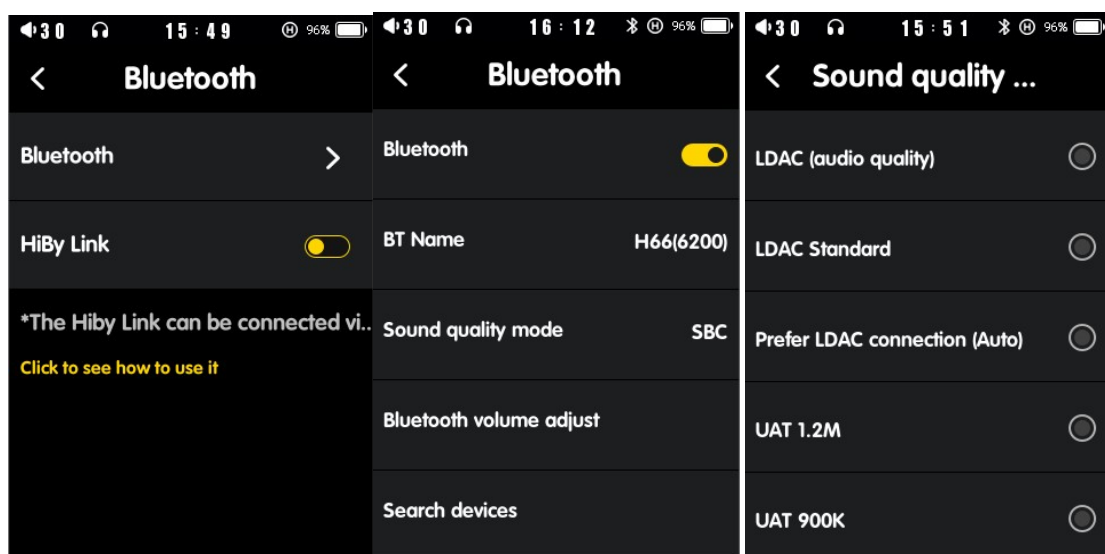 30 15:49 H 96%
Bluetooth
Bluetooth
HiBy Link
*The Hiby Link can be connected vi..
Click to see how to use it
30 16:12 H 96%
Bluetooth
Bluetooth
BT Name H66(6200)
Sound quality mode SBC
Bluetooth volume adjust
Search devices
30 15:51 H 96%
Sound quality ...
LDAC (audio quality)
LDAC Standard
Prefer LDAC connection (Auto)
UAT 1.2M
UAT 900K